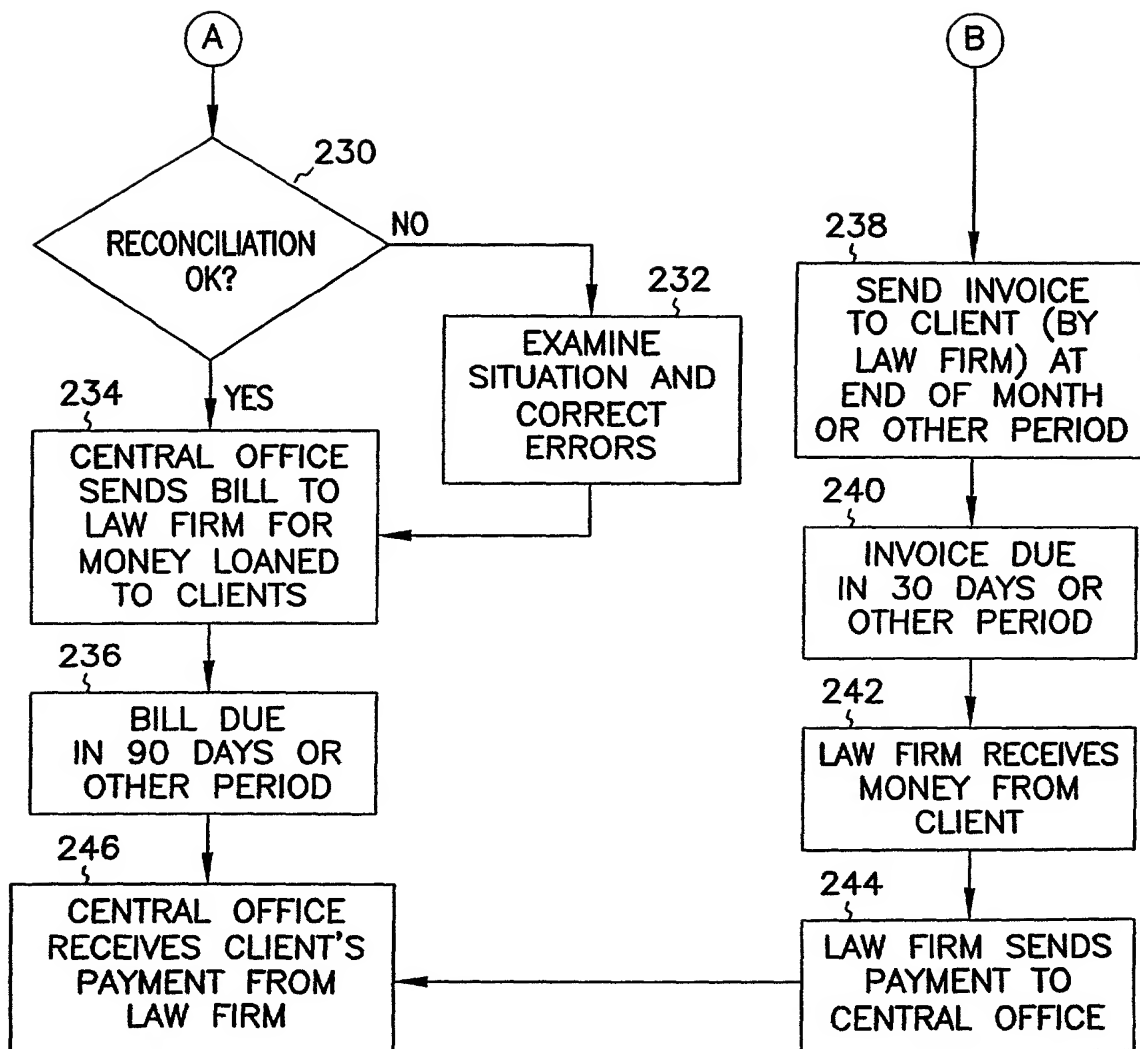 A
230
RECONCILIATION
OK?
NO
YES
232
EXAMINE
SITUATION AND
CORRECT
ERRORS
234
CENTRAL OFFICE
SENDS BILL TO
LAW FIRM FOR
MONEY LOANED
TO CLIENTS
236
BILL DUE
IN 90 DAYS OR
OTHER PERIOD
246
CENTRAL OFFICE
RECEIVES CLIENT'S
PAYMENT FROM
LAW FIRM
B
238
SEND INVOICE
TO CLIENT (BY
LAW FIRM) AT
END OF MONTH
OR OTHER PERIOD
240
INVOICE DUE
IN 30 DAYS OR
OTHER PERIOD
242
LAW FIRM RECEIVES
MONEY FROM
CLIENT
244
LAW FIRM SENDS
PAYMENT TO
CENTRAL OFFICE